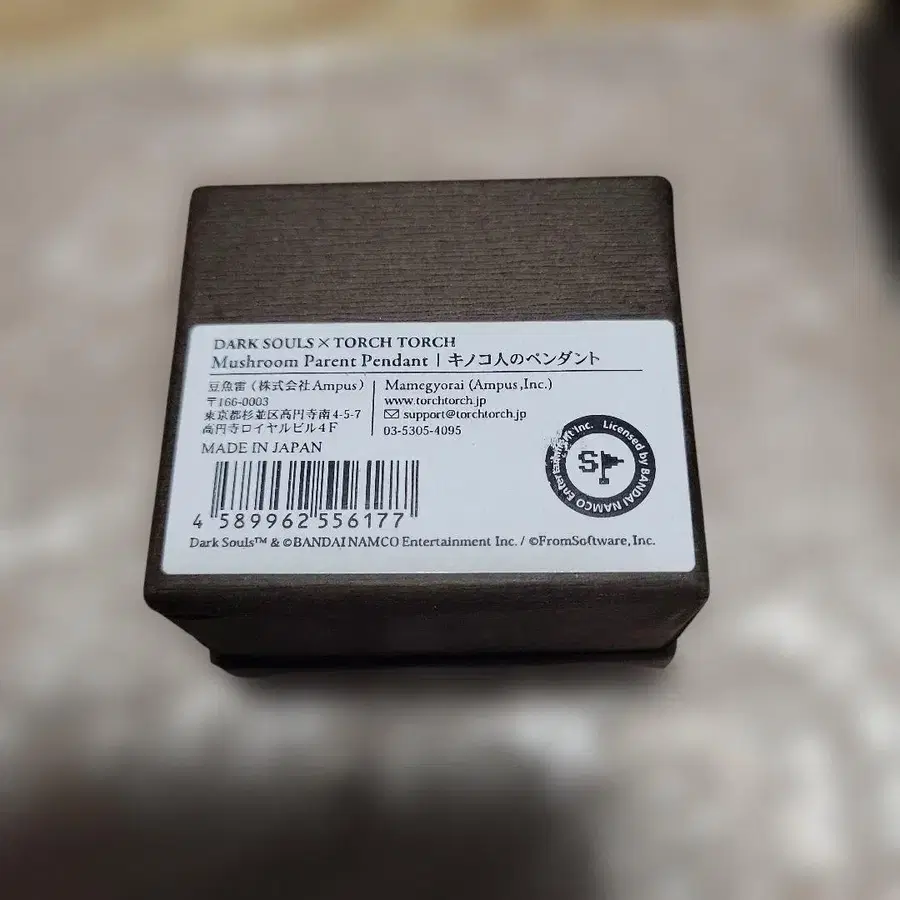 DARK SOULS×TORCH TORCH
Mushroom Parent Pendant | キノコ人のペンダント
豆魚雷（株式会社Ampus）
〒166-0003
東京都杉並区高円寺南4-5-7
高円寺ロイヤルビル4F
Mamegyorai (Ampus,Inc.)
www.torchtorch.jp
support@torchtorch.jp
03-5305-4095
MADE IN JAPAN
4 589962 556177
Licensed by BANDAI NAMCO Entertainment Inc.
Dark Souls™ & ©BANDAI NAMCO Entertainment Inc. / ©FromSoftware, Inc.